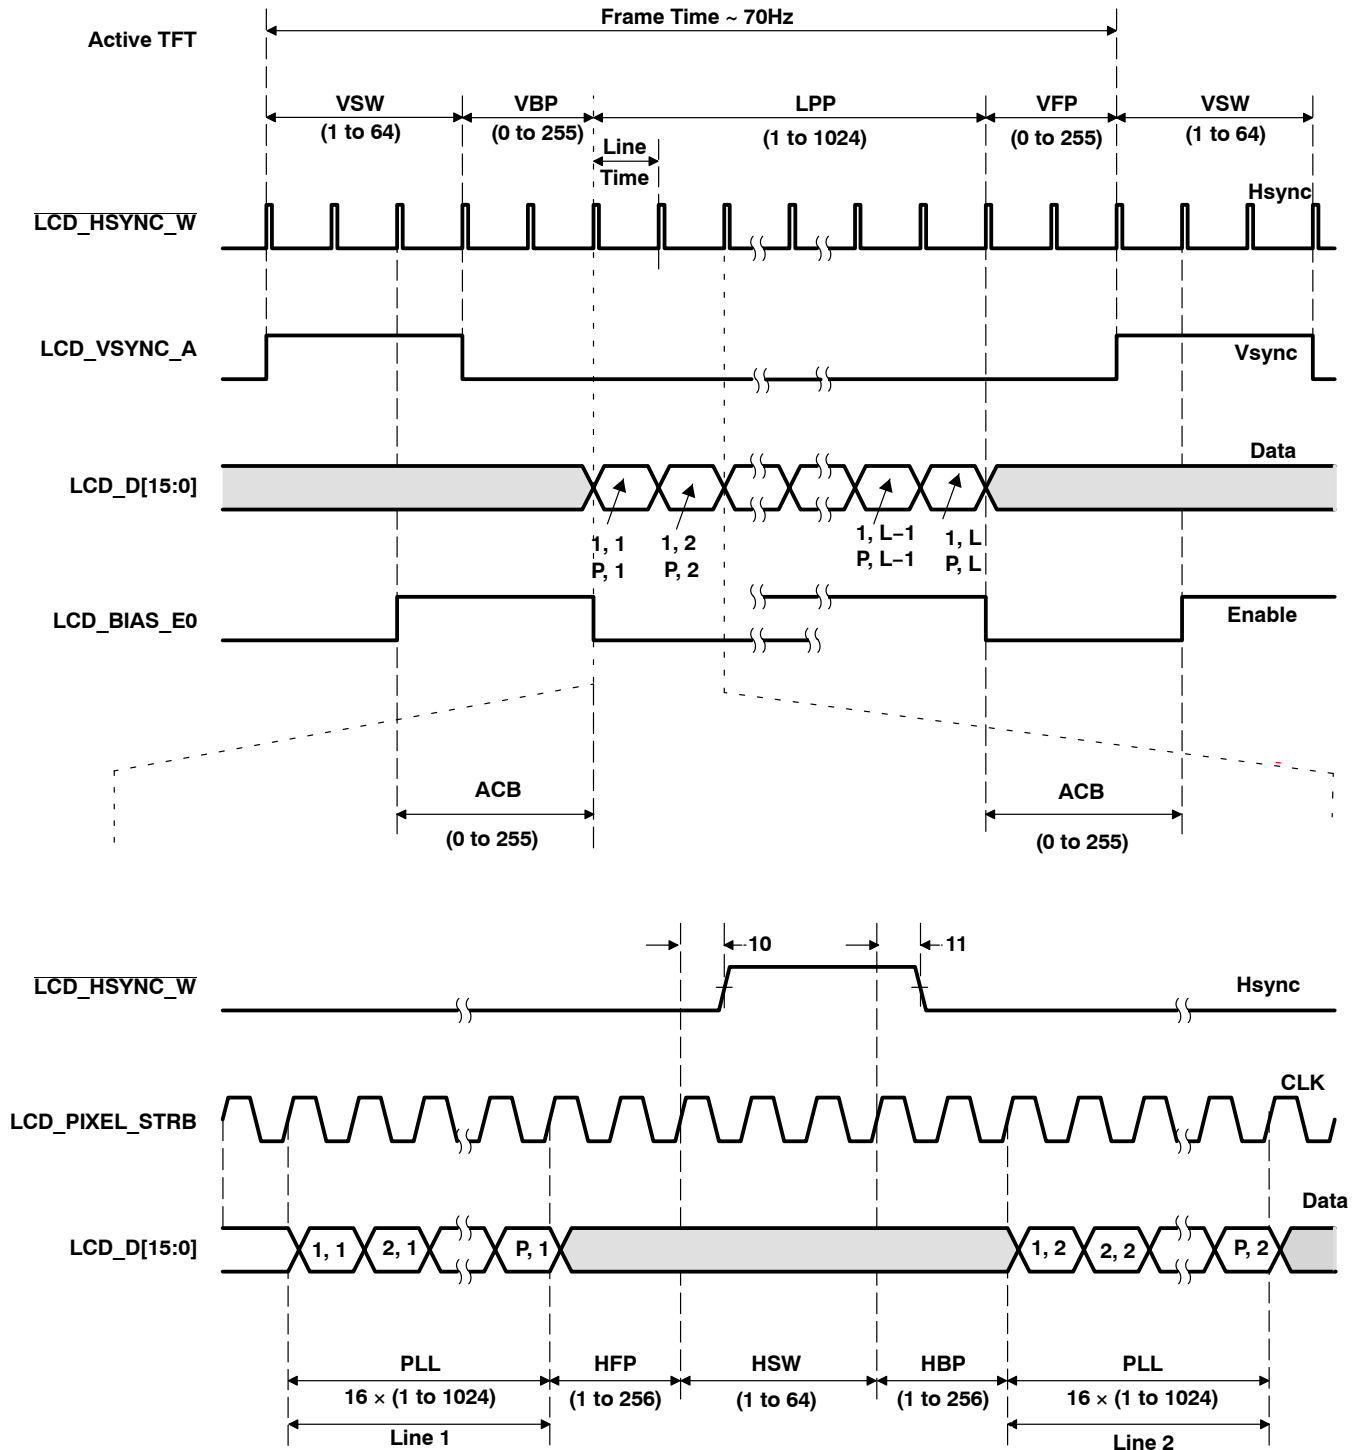 Frame Time ~ 70Hz
Active TFT
VSW
VBP
LPP
VFP
VSW
(1 to 64)
(0 to 255)
(1 to 1024)
(0 to 255)
(1 to 64)
Line
Time
Hsync
LCD_HSYNC_W
LCD_VSYNC_A
Vsync
Data
LCD_D[15:0]
1, 1
P, 1
1, 2
P, 2
1, L–1
P, L–1
1, L
P, L
LCD_BIAS_E0
Enable
ACB
(0 to 255)
ACB
(0 to 255)
10
11
LCD_HSYNC_W
Hsync
CLK
LCD_PIXEL_STRB
Data
LCD_D[15:0]
1, 1
2, 1
P, 1
1, 2
2, 2
P, 2
PLL
HFP
HSW
HBP
PLL
16 × (1 to 1024)
(1 to 256)
(1 to 64)
(1 to 256)
16 × (1 to 1024)
Line 1
Line 2